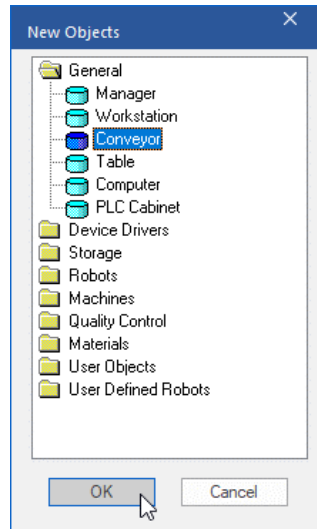 New Objects
General
Manager
Workstation
Conveyor
Table
Computer
PLC Cabinet
Device Drivers
Storage
Robots
Machines
Quality Control
Materials
User Objects
User Defined Robots
OK Cancel